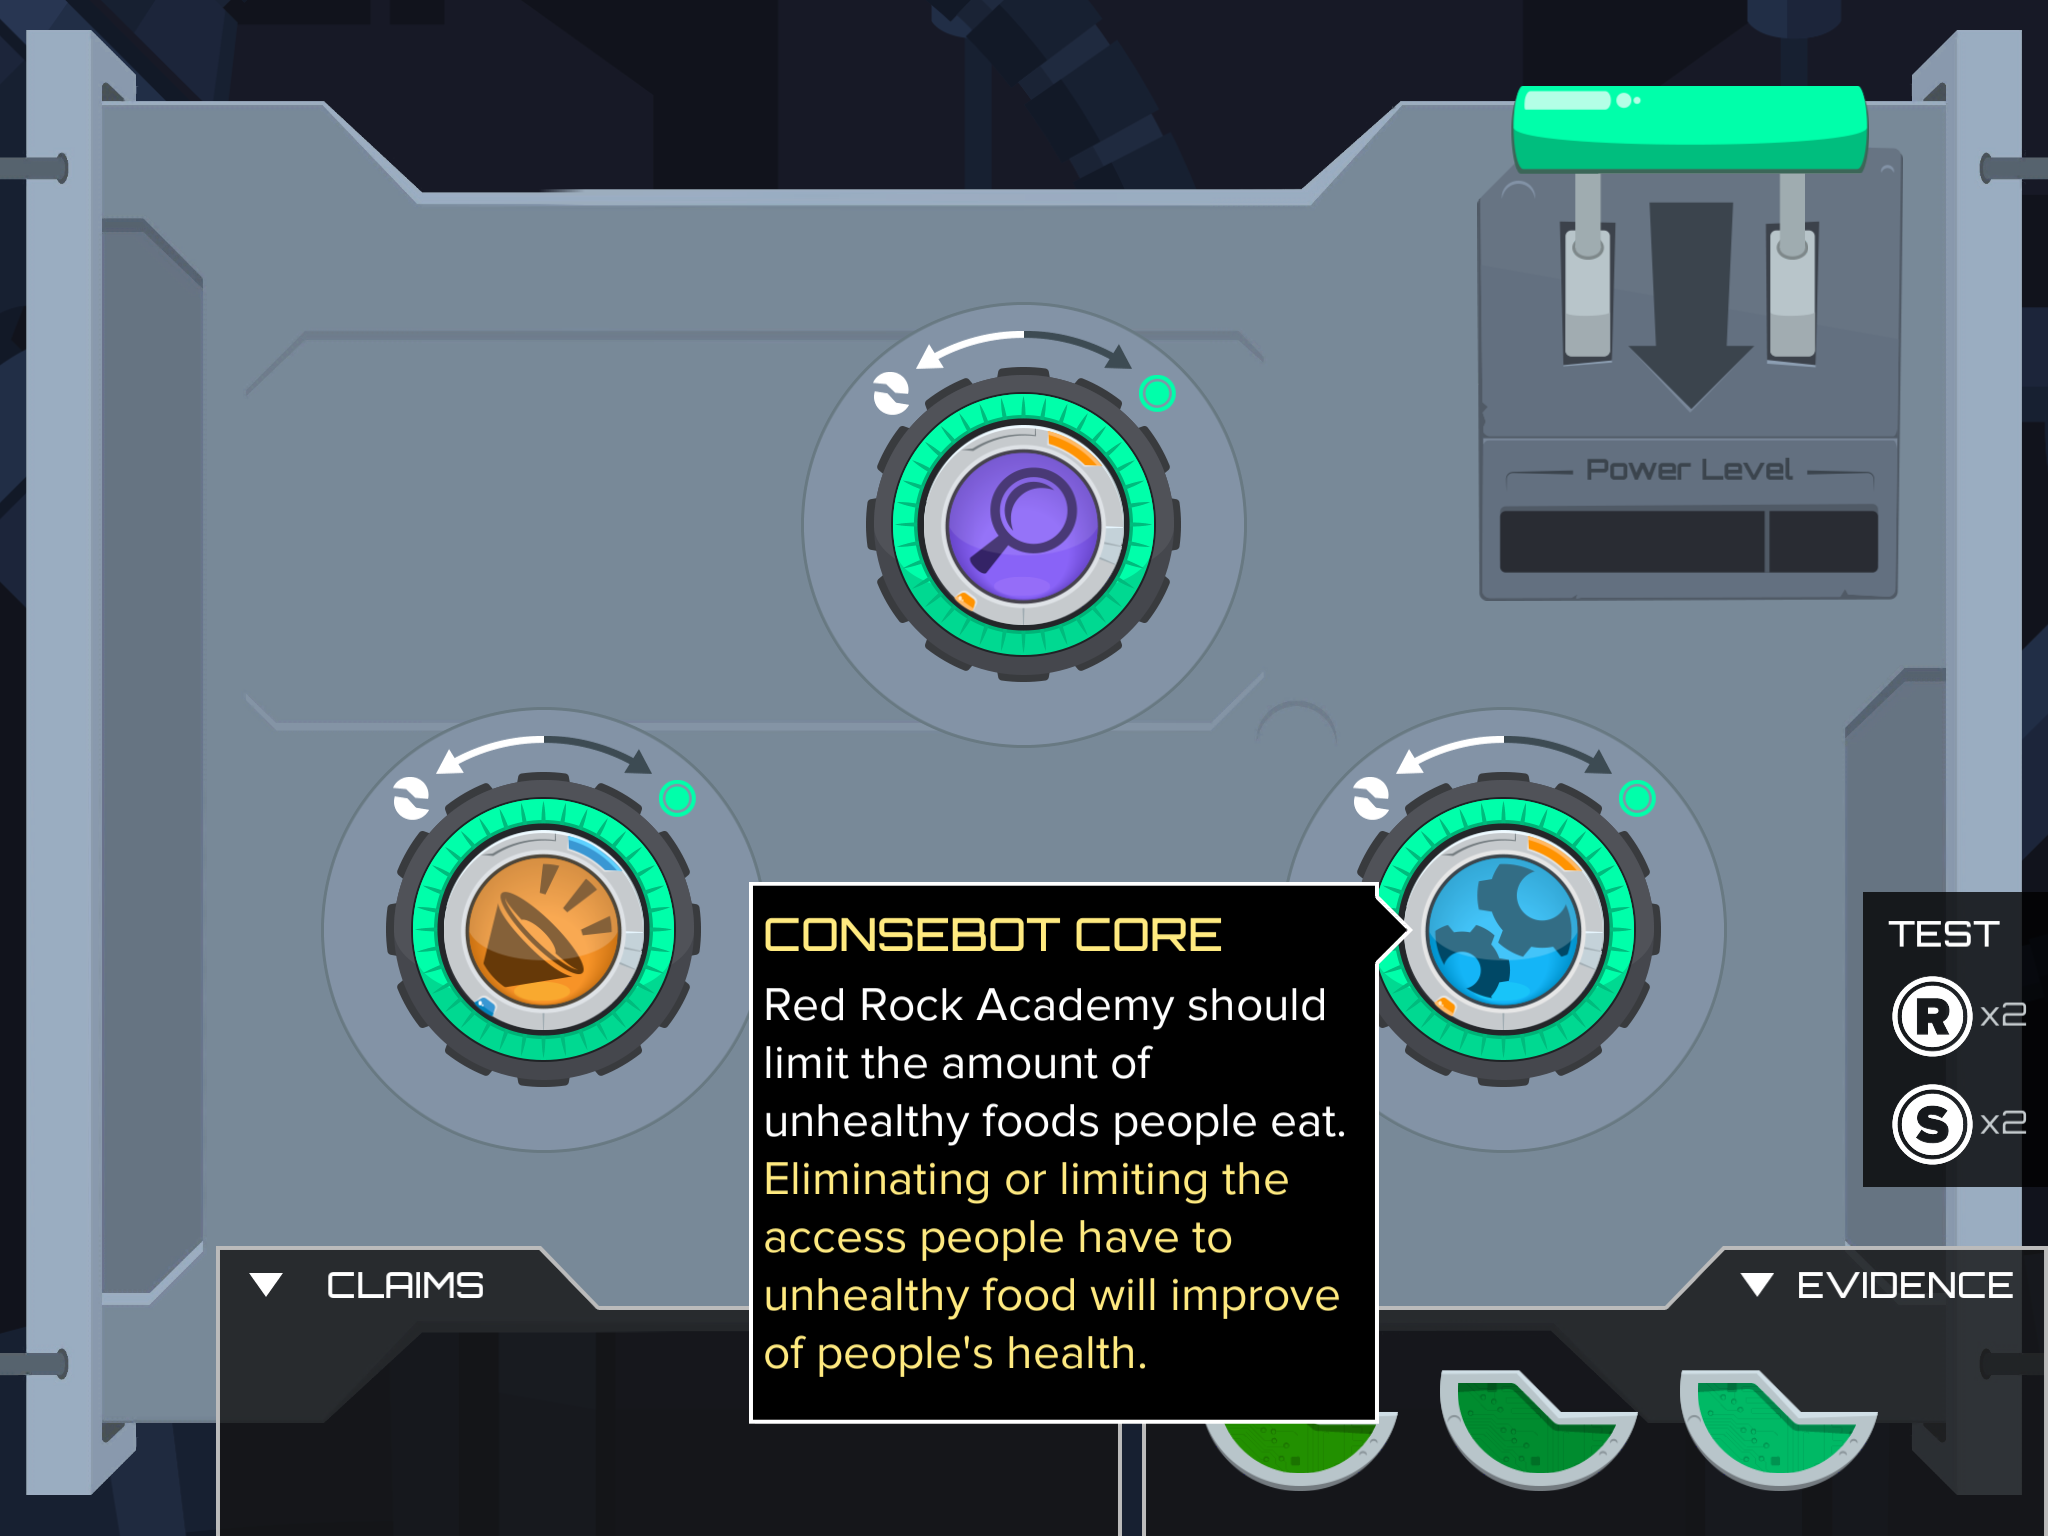 Power Level
CONSEBOT CORE
Red Rock Academy should
limit the amount of
unhealthy foods people eat.
Eliminating or limiting the
access people have to
unhealthy food will improve
of people's health.
TEST
R x2
S x2
CLAIMS
EVIDENCE